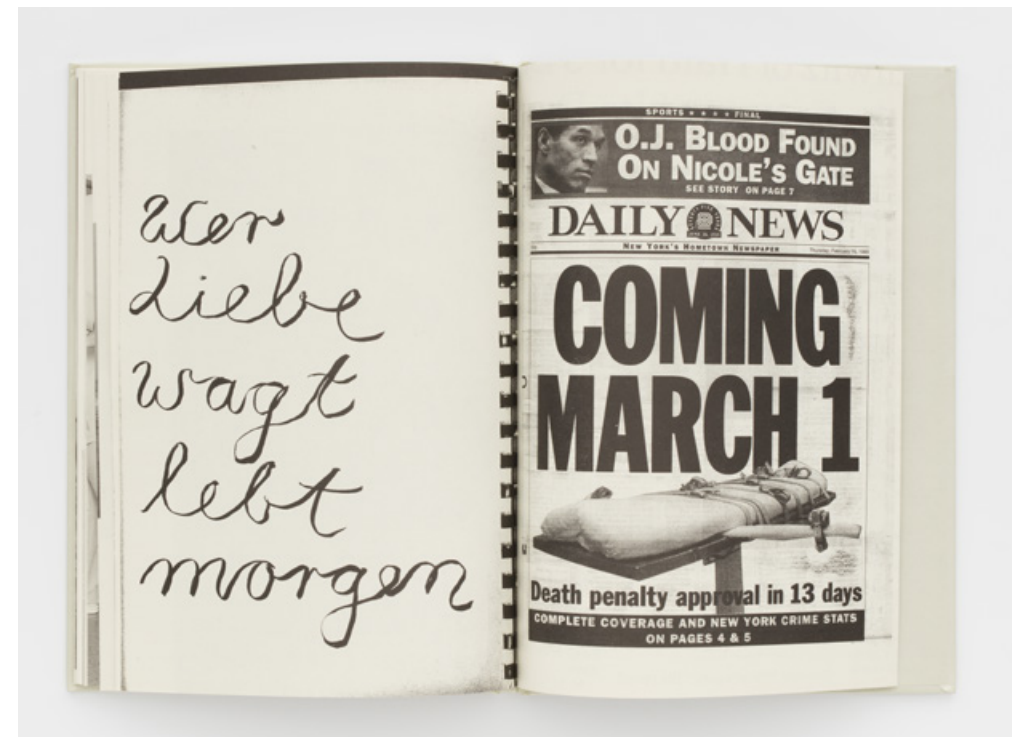 wer
Liebe
wagt
lebt
morgen
SPORTS ★ ★ ★ ★ FINAL
O.J. BLOOD FOUND
ON NICOLE'S GATE
SEE STORY ON PAGE 7
DAILY NEWS
NEW YORK'S HOMETOWN NEWSPAPER
COMING
MARCH 1
Death penalty approval in 13 days
COMPLETE COVERAGE AND NEW YORK CRIME STATS
ON PAGES 4 & 5